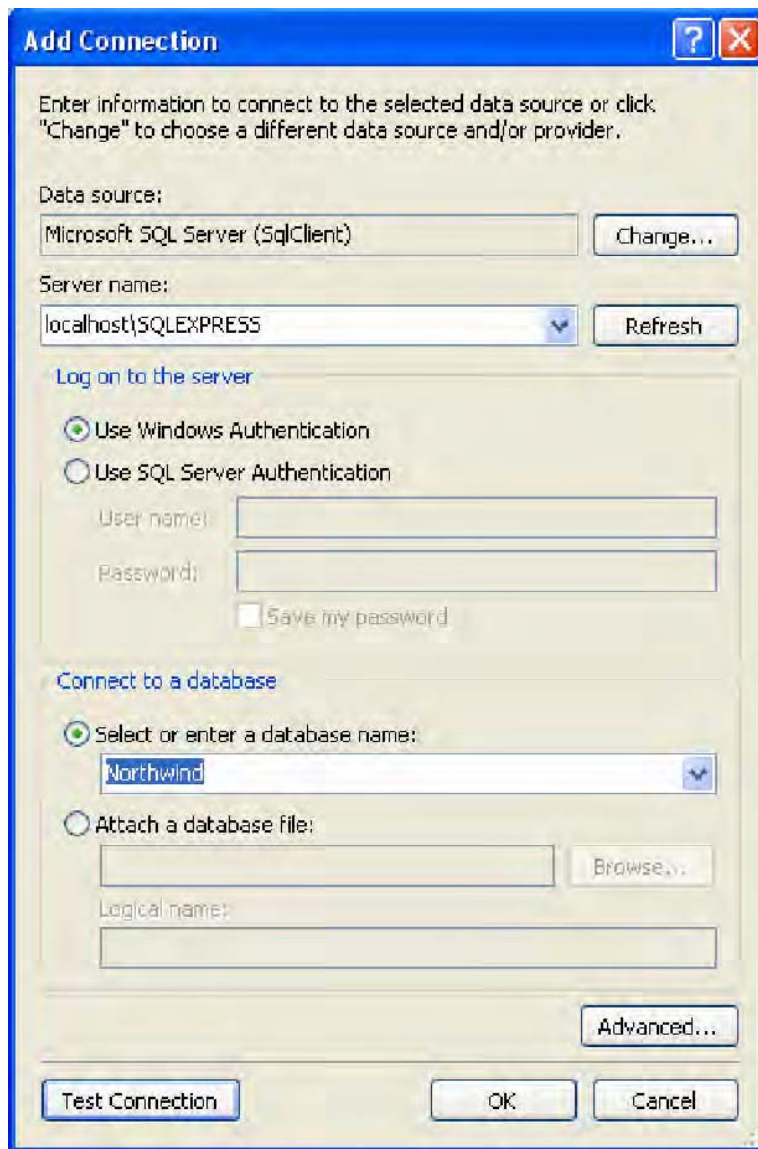 Add Connection
Enter information to connect to the selected data source or click
"Change" to choose a different data source and/or provider.
Data source:
Microsoft SQL Server (SqlClient)
Change...
Server name:
localhost\SQLEXPRESS
Refresh
Log on to the server
Use Windows Authentication
Use SQL Server Authentication
User name:
Password:
Save my password
Connect to a database
Select or enter a database name:
Northwind
Attach a database file:
Browse...
Logical name:
Advanced...
Test Connection
OK
Cancel